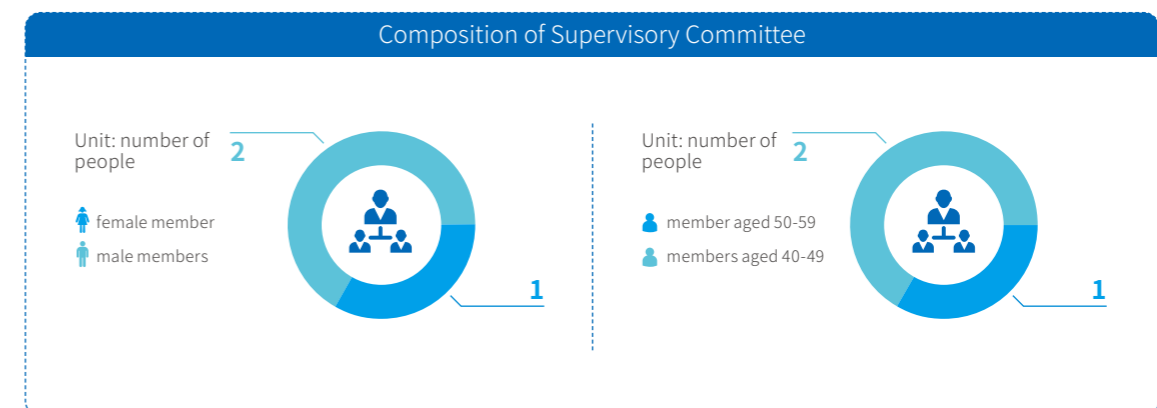 Composition of Supervisory Committee
Unit: number of
people
2
female member
male members
1
Unit: number of
people
2
member aged 50-59
members aged 40-49
1